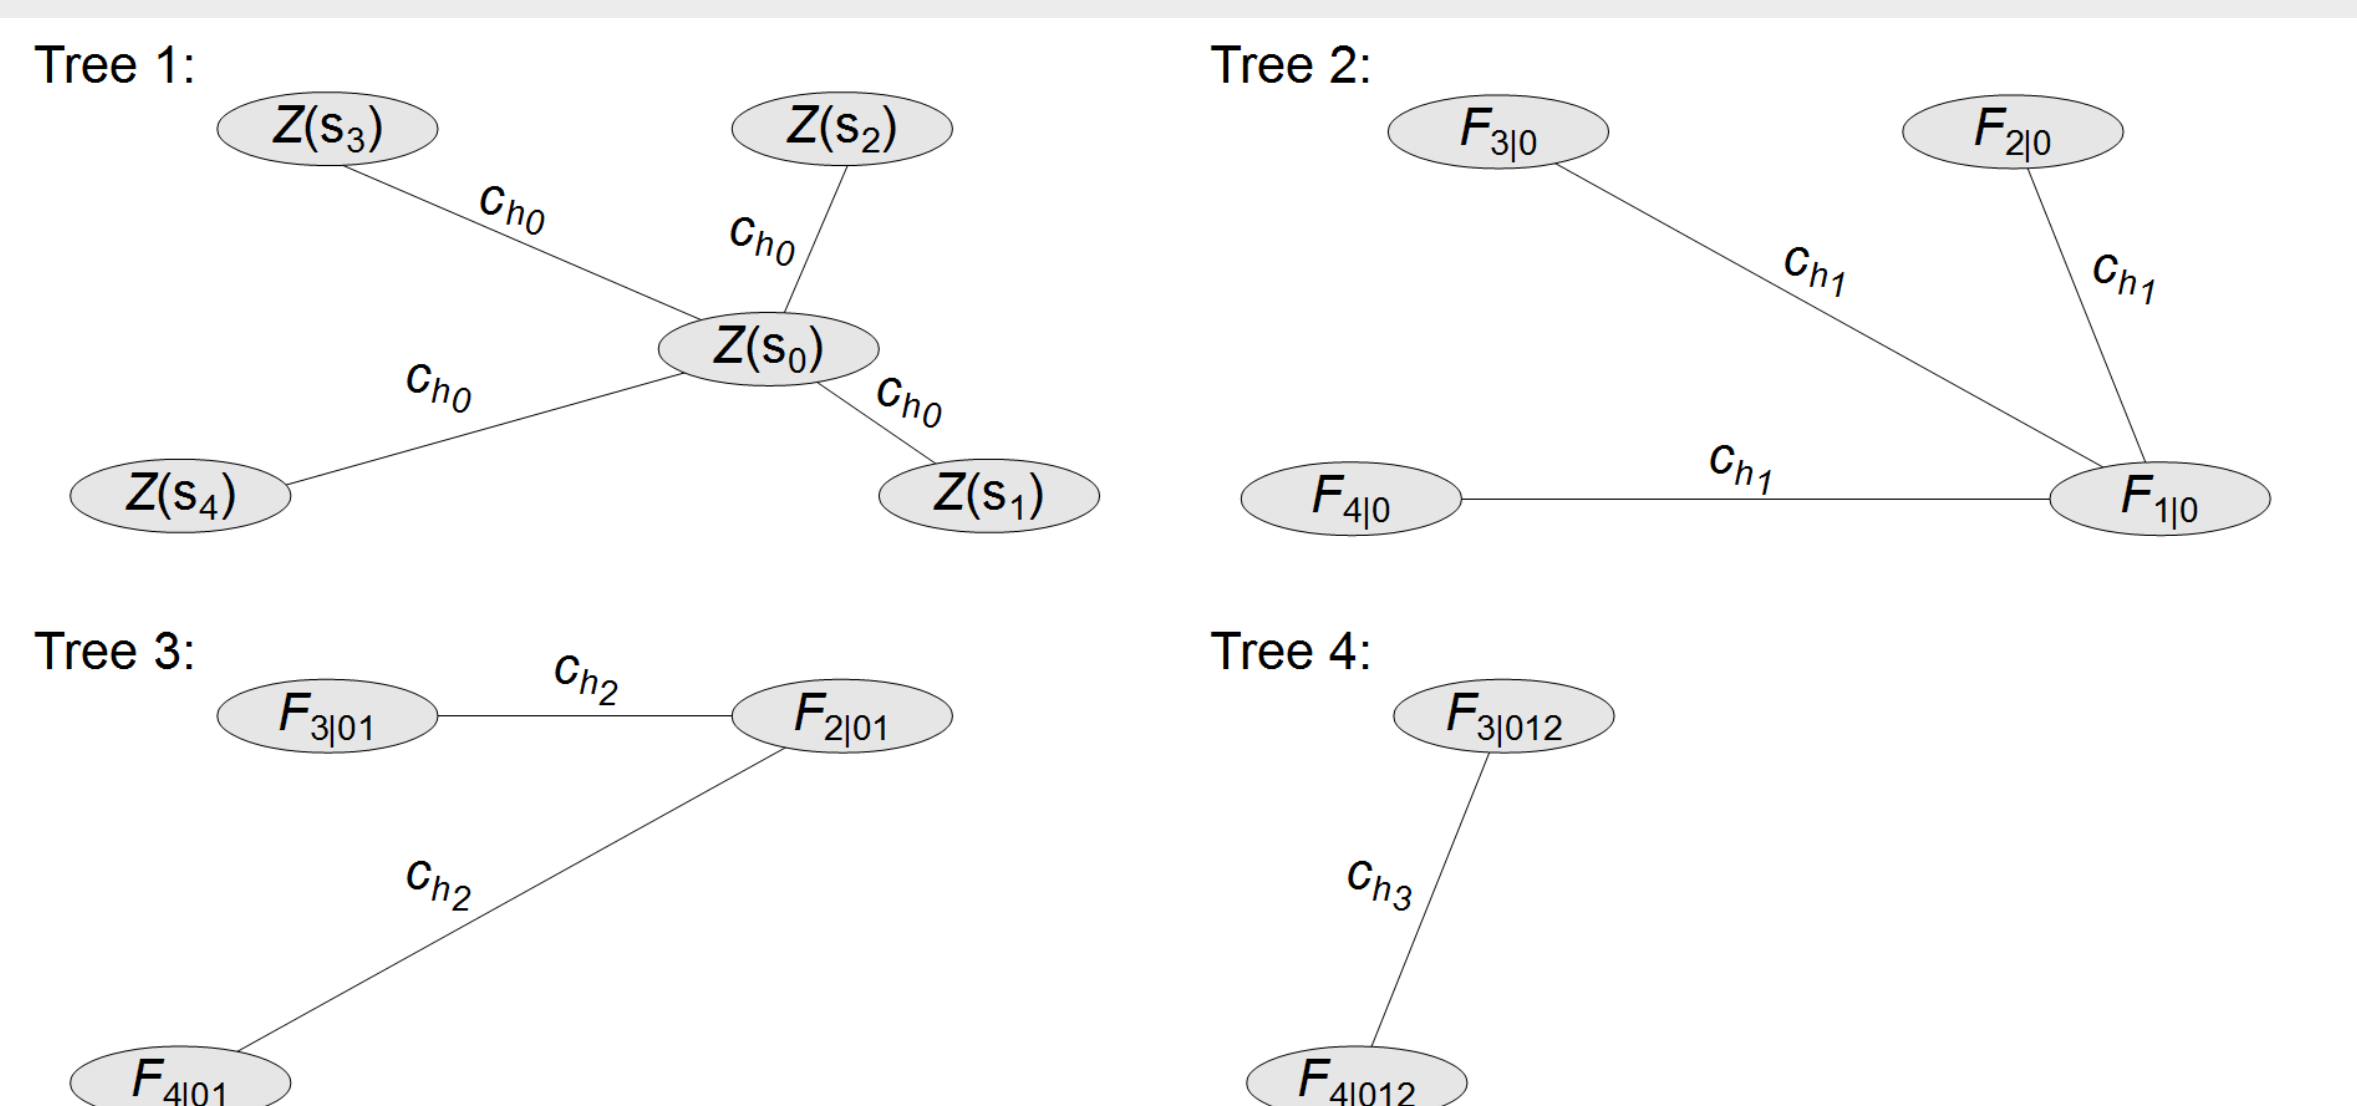 Tree 1:
Z(s3)
Z(s2)
ch0
ch0
Z(s0)
ch0
ch0
Z(s4)
Z(s1)
Tree 2:
F3|0
F2|0
ch1
ch1
ch1
F4|0
F1|0
Tree 3:
ch2
F3|01
F2|01
ch2
F4|01
Tree 4:
F3|012
ch3
F4|012